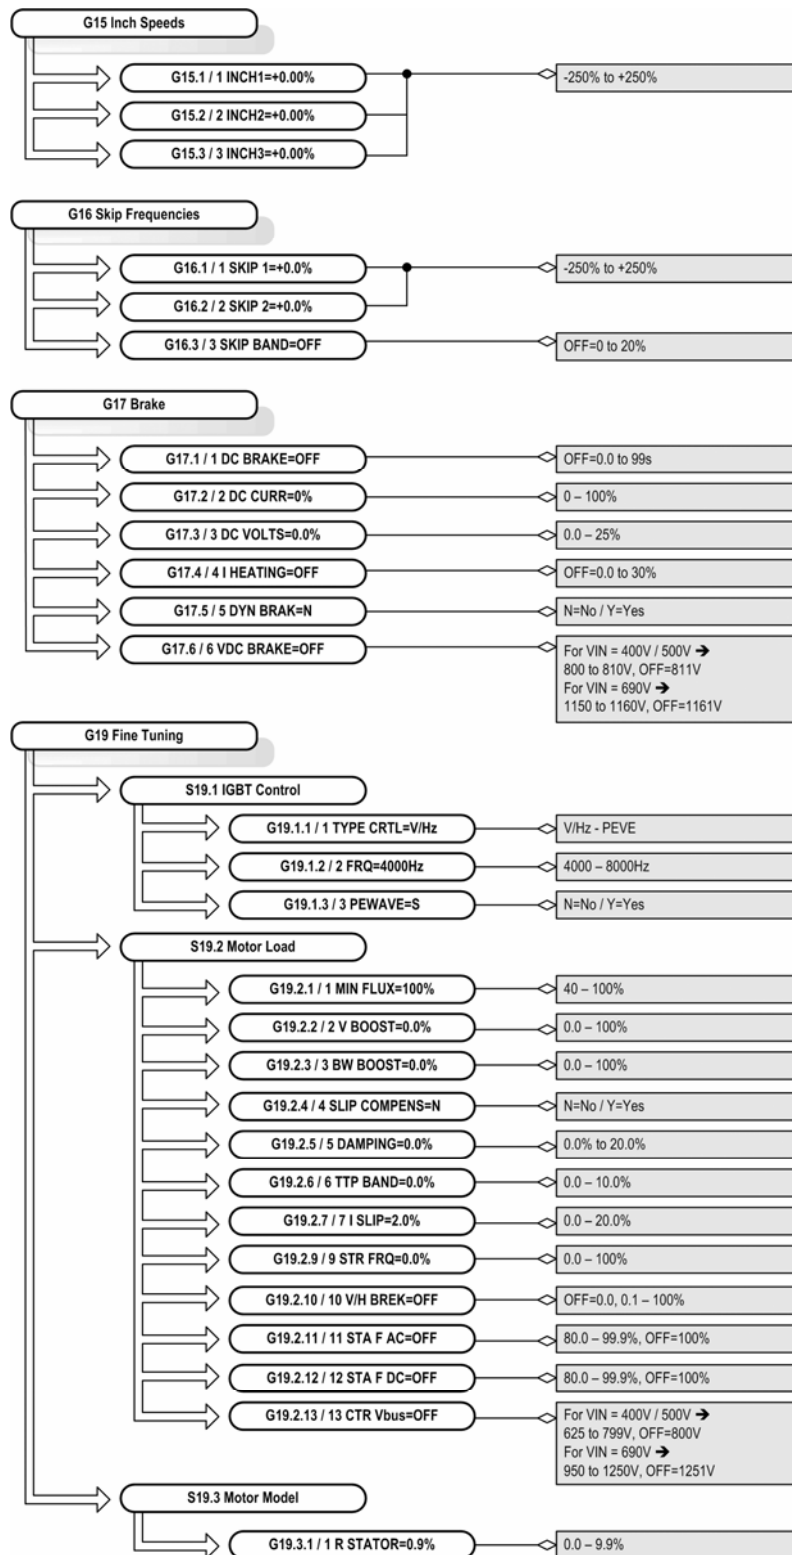 G15 Inch Speeds
G15.1 / 1 INCH1=+0.00%
-250% to +250%
G15.2 / 2 INCH2=+0.00%
G15.3 / 3 INCH3=+0.00%
G16 Skip Frequencies
G16.1 / 1 SKIP 1=+0.0%
-250% to +250%
G16.2 / 2 SKIP 2=+0.0%
G16.3 / 3 SKIP BAND=OFF
OFF=0 to 20%
G17 Brake
G17.1 / 1 DC BRAKE=OFF
OFF=0.0 to 99s
G17.2 / 2 DC CURR=0%
0 – 100%
G17.3 / 3 DC VOLTS=0.0%
0.0 – 25%
G17.4 / 4 I HEATING=OFF
OFF=0.0 to 30%
G17.5 / 5 DYN BRAK=N
N=No / Y=Yes
G17.6 / 6 VDC BRAKE=OFF
For VIN = 400V / 500V ➔
800 to 810V, OFF=811V
For VIN = 690V ➔
1150 to 1160V, OFF=1161V
G19 Fine Tuning
S19.1 IGBT Control
G19.1.1 / 1 TYPE CRTL=V/Hz
V/Hz - PEVE
G19.1.2 / 2 FRQ=4000Hz
4000 – 8000Hz
G19.1.3 / 3 PEWAVE=S
N=No / Y=Yes
S19.2 Motor Load
G19.2.1 / 1 MIN FLUX=100%
40 – 100%
G19.2.2 / 2 V BOOST=0.0%
0.0 – 100%
G19.2.3 / 3 BW BOOST=0.0%
0.0 – 100%
G19.2.4 / 4 SLIP COMPENS=N
N=No / Y=Yes
G19.2.5 / 5 DAMPING=0.0%
0.0% to 20.0%
G19.2.6 / 6 TTP BAND=0.0%
0.0 – 10.0%
G19.2.7 / 7 I SLIP=2.0%
0.0 – 20.0%
G19.2.9 / 9 STR FRQ=0.0%
0.0 – 100%
G19.2.10 / 10 V/H BREK=OFF
OFF=0.0, 0.1 – 100%
G19.2.11 / 11 STA F AC=OFF
80.0 – 99.9%, OFF=100%
G19.2.12 / 12 STA F DC=OFF
80.0 – 99.9%, OFF=100%
G19.2.13 / 13 CTR Vbus=OFF
For VIN = 400V / 500V ➔
625 to 799V, OFF=800V
For VIN = 690V ➔
950 to 1250V, OFF=1251V
S19.3 Motor Model
G19.3.1 / 1 R STATOR=0.9%
0.0 – 9.9%